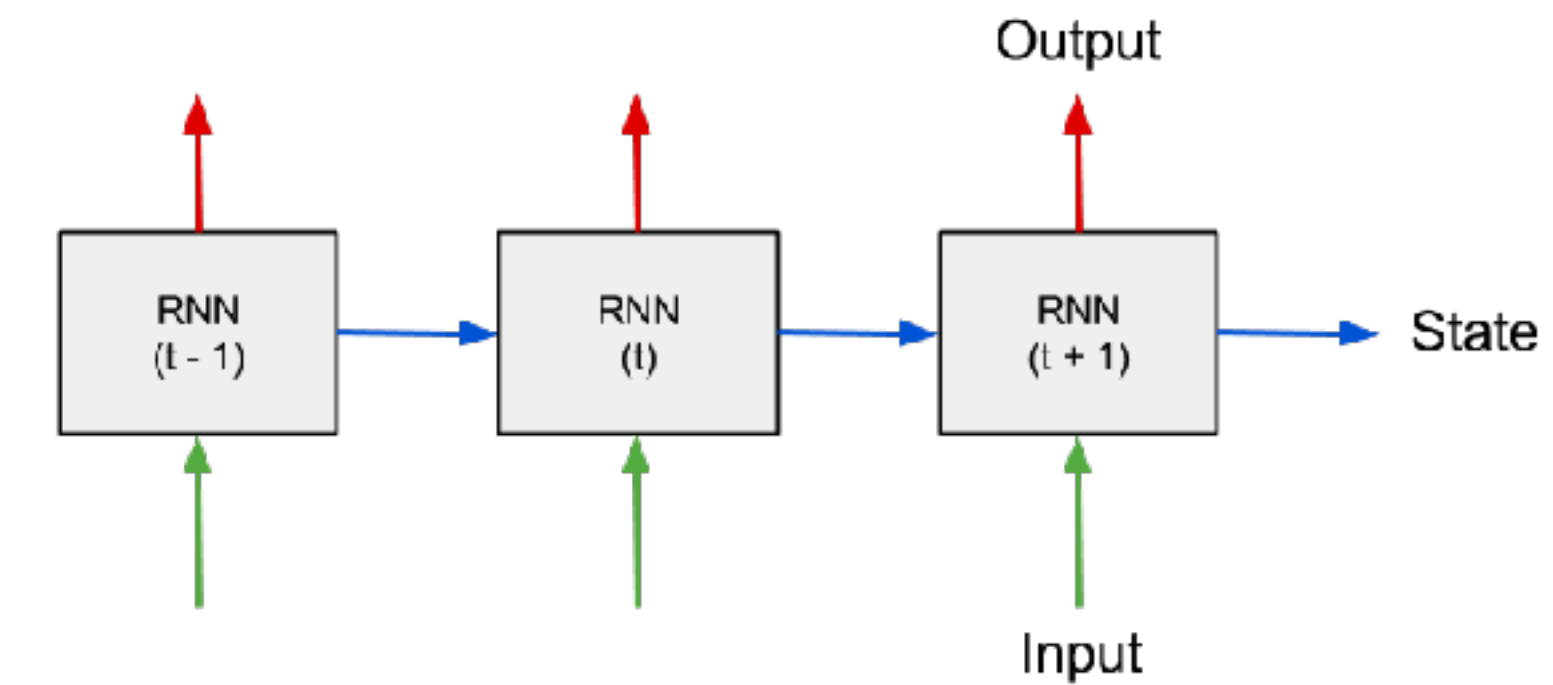 Output
RNN
(t - 1)
RNN
(t)
RNN
(t + 1)
State
Input